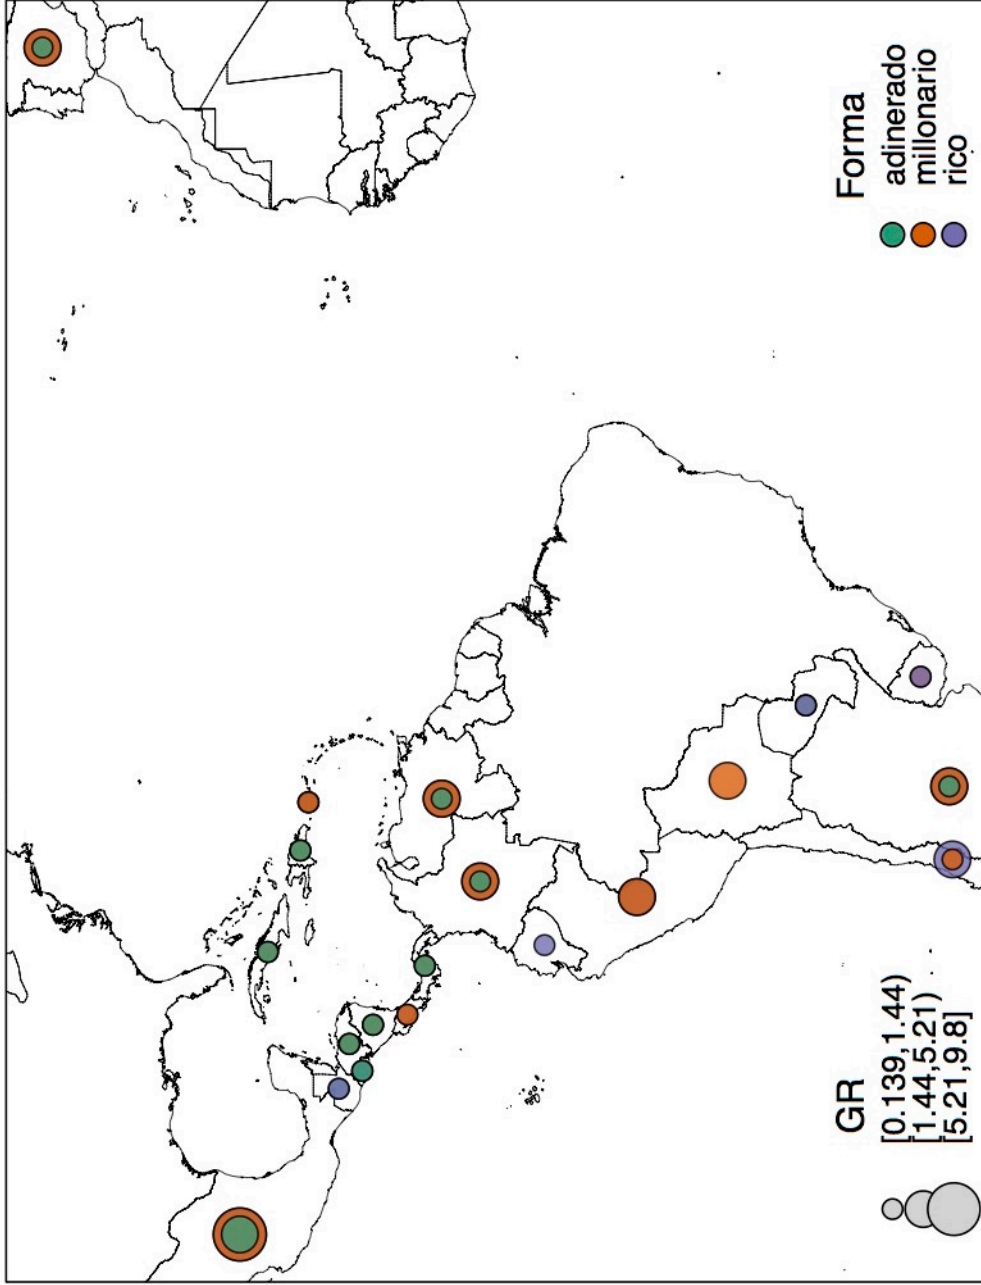 GR
[0.139,1.44)
[1.44,5.21)
[5.21,9.8]
Forma
adinerado
millonario
rico